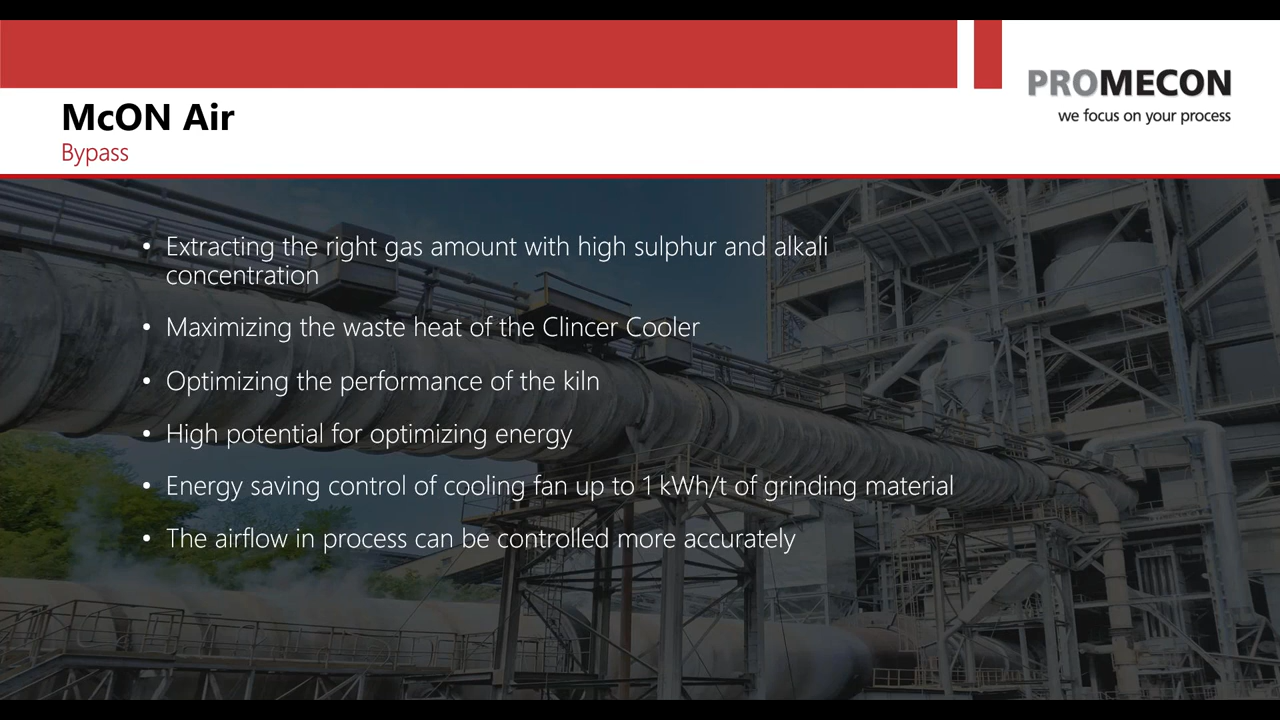 PROMECON
we focus on your process
McON Air
Bypass
• Extracting the right gas amount with high sulphur and alkali
concentration
• Maximizing the waste heat of the Clincer Cooler
• Optimizing the performance of the kiln
• High potential for optimizing energy
• Energy saving control of cooling fan up to 1 kWh/t of grinding material
• The airflow in process can be controlled more accurately